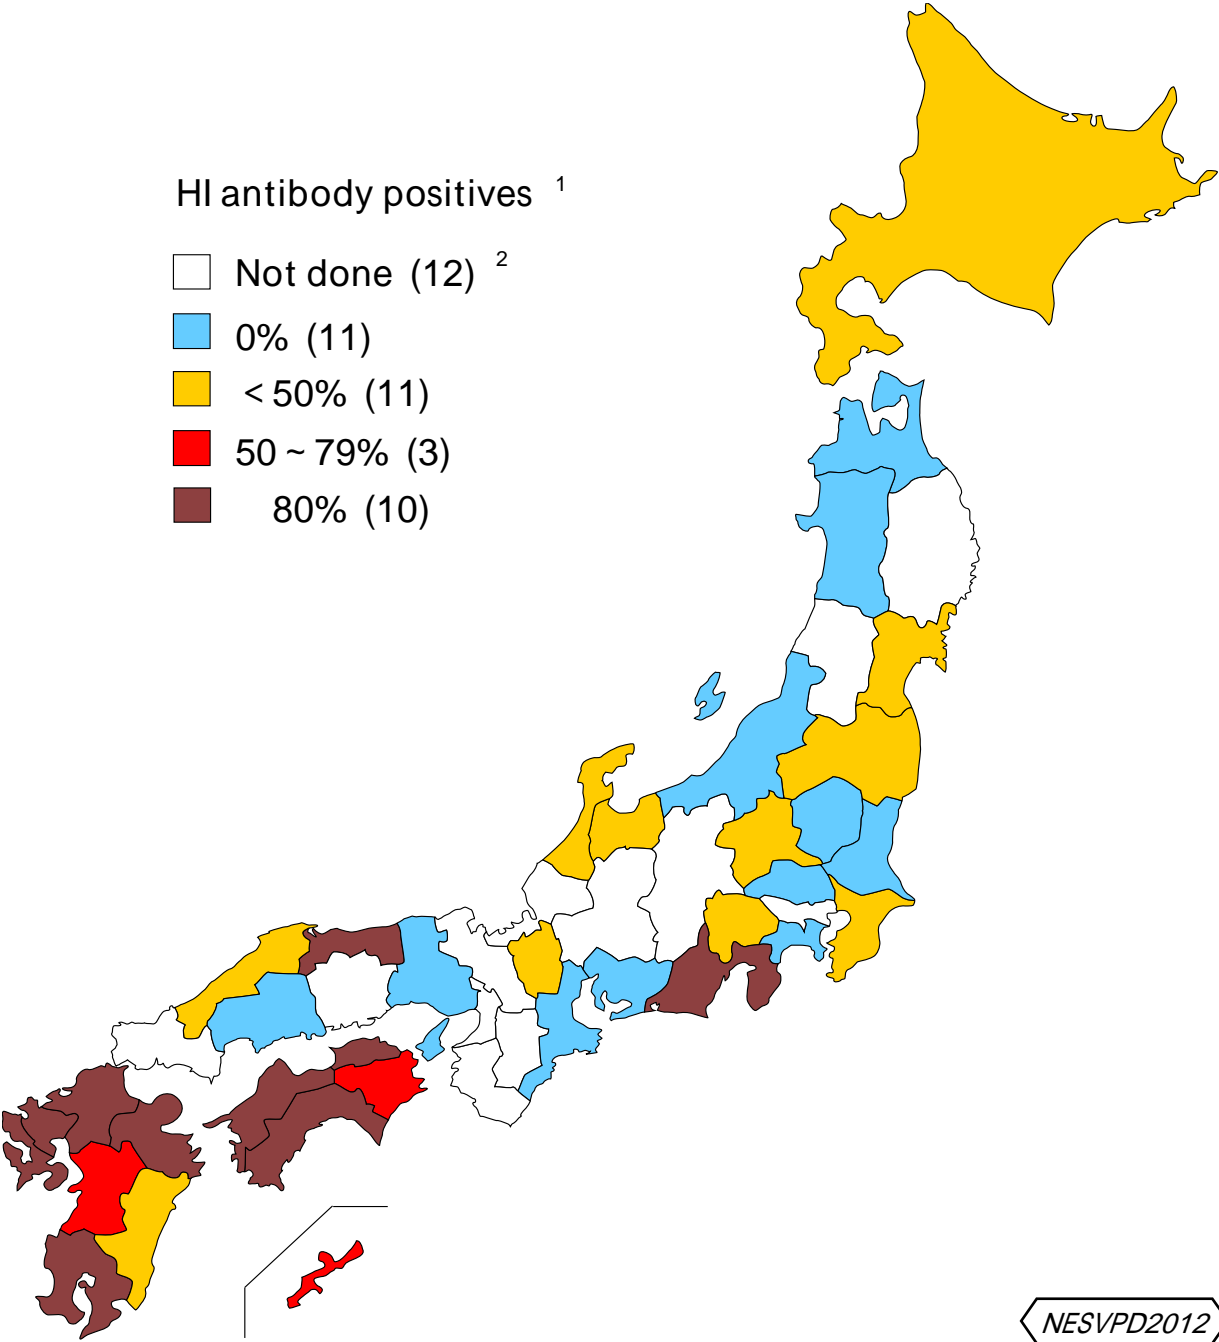 HI antibody positives 1
Not done (12) 2
0% (11)
< 50% (11)
50 ~ 79% (3)
80% (10)
NESVPD2012